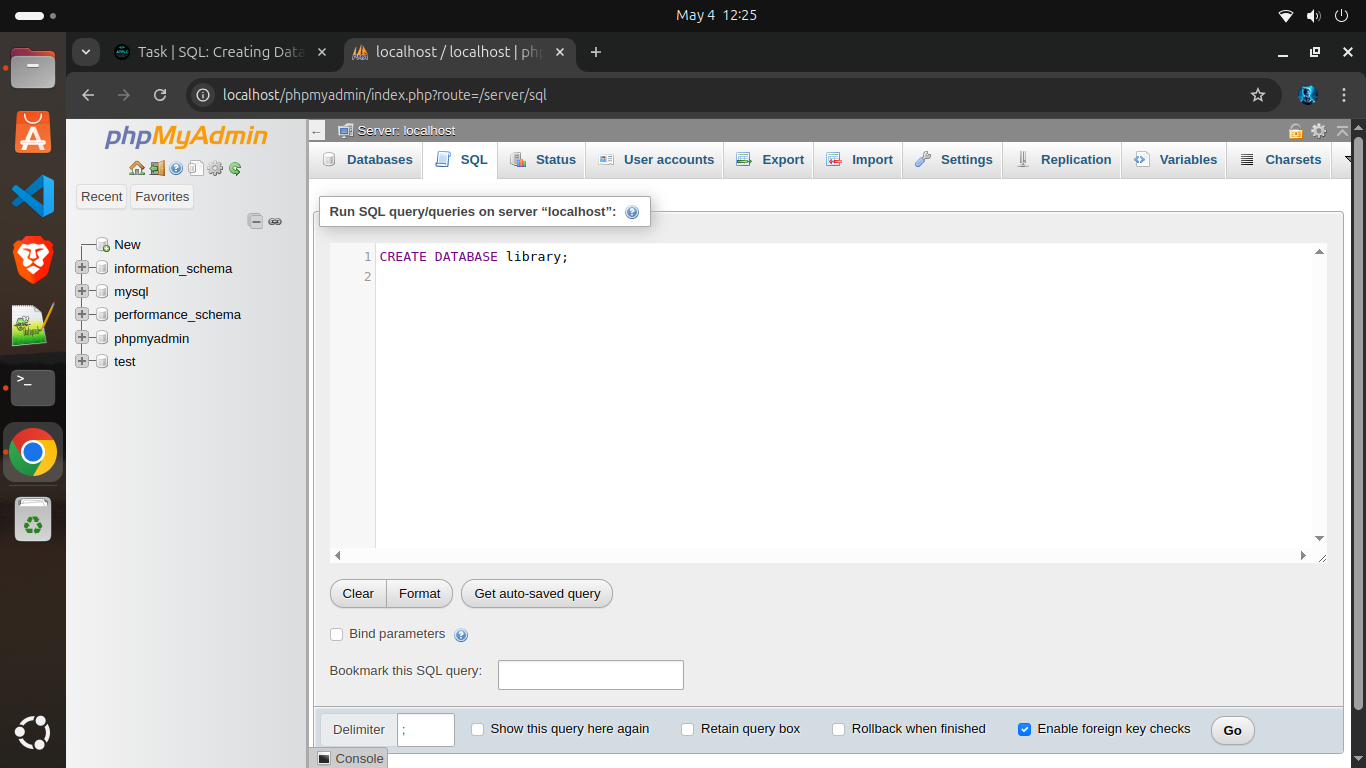 May 4 12:25
Task | SQL: Creating Data
localhost / localhost | php
localhost/phpmyadmin/index.php?route=/server/sql
phpMyAdmin
Recent
Favorites
New
information_schema
mysql
performance_schema
phpmyadmin
test
Server: localhost
Databases
SQL
Status
User accounts
Export
Import
Settings
Replication
Variables
Charsets
Run SQL query/queries on server “localhost”:
1 CREATE DATABASE library;
2
Clear
Format
Get auto-saved query
Bind parameters
Bookmark this SQL query:
Delimiter
;
Show this query here again
Retain query box
Rollback when finished
Enable foreign key checks
Go
Console